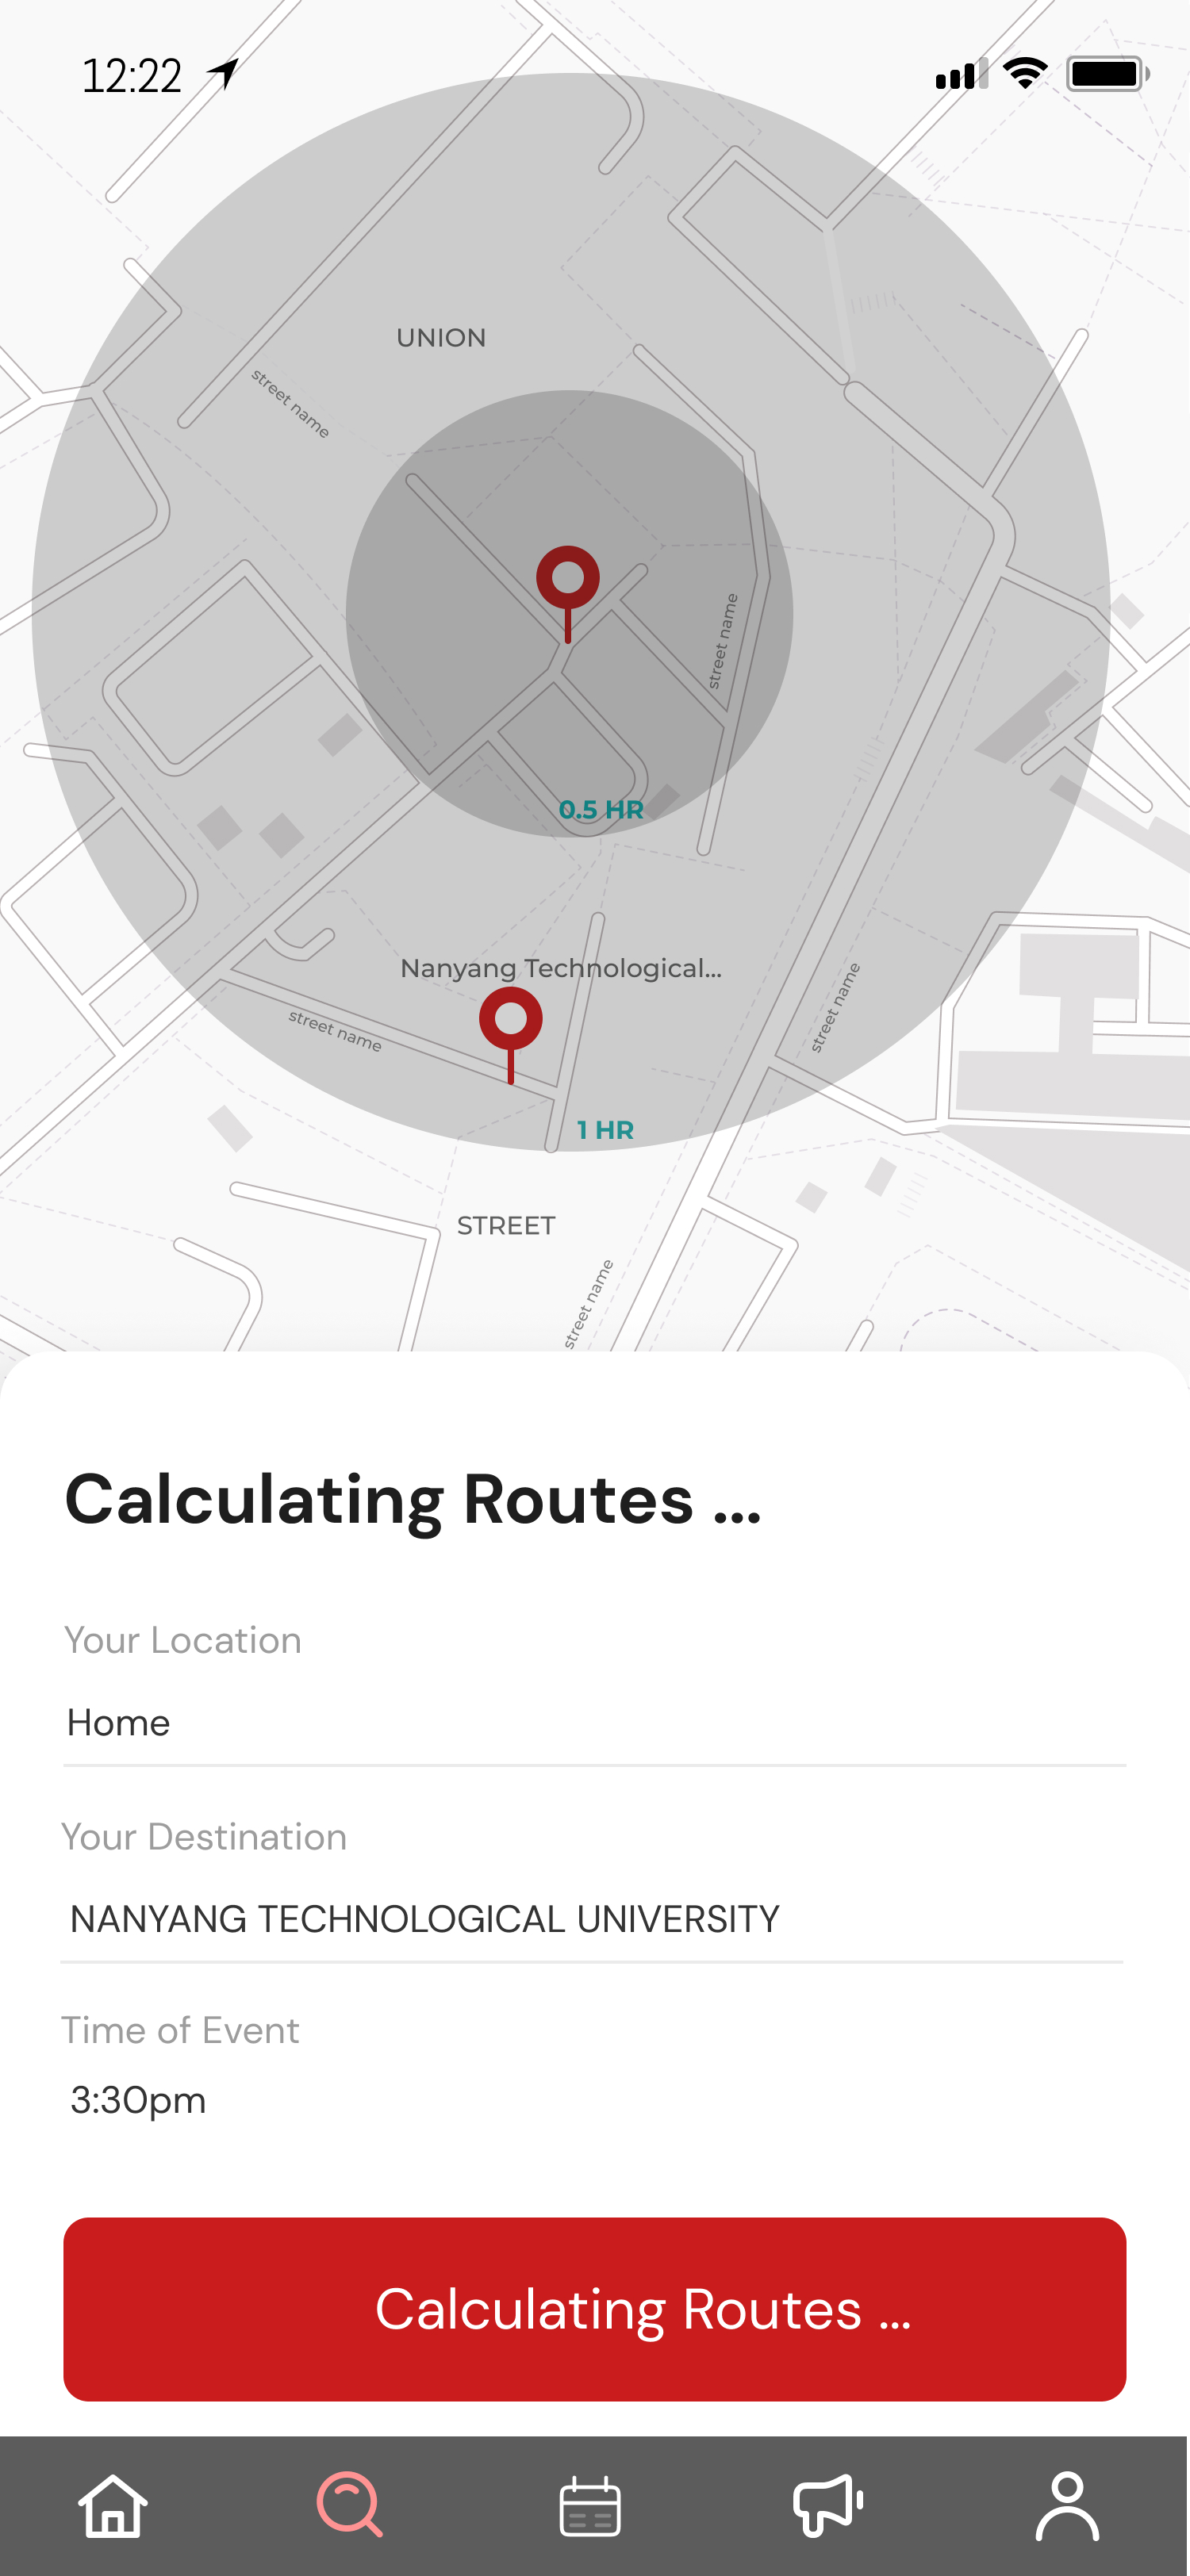 12:22
UNION
street name
street name
0.5 HR
Nanyang Technological...
street name
street name
1 HR
STREET
street name
Calculating Routes ...
Your Location
Home
Your Destination
NANYANG TECHNOLOGICAL UNIVERSITY
Time of Event
3:30pm
Calculating Routes ...